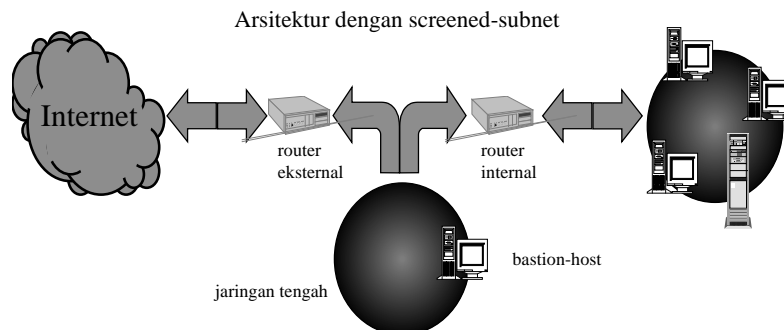 Arsitektur dengan screened-subnet
Internet
router
eksternal
router
internal
bastion-host
jaringan tengah